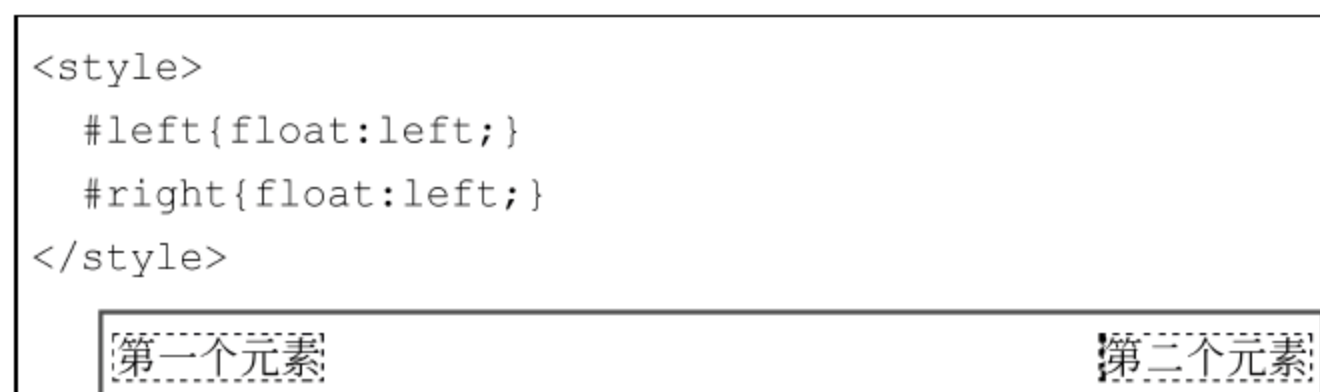 <style>
#left{float:left;}
#right{float:left;}
</style>
第一个元素 第二个元素